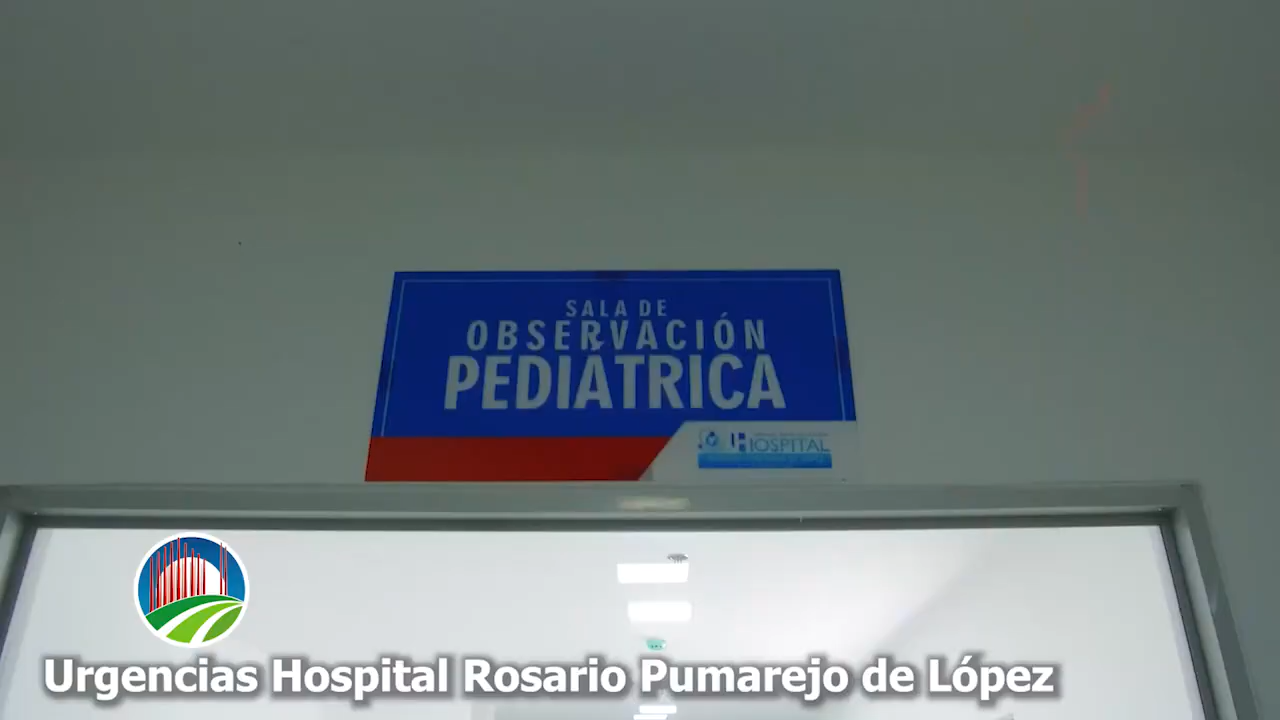 SALA DE
OBSERVACIÓN
PEDIÁTRICA
HOSPITAL
Urgencias Hospital Rosario Pumarejo de López